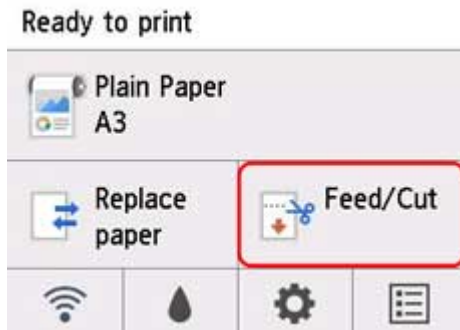 Ready to print
Plain Paper
A3
Replace
paper
Feed/Cut